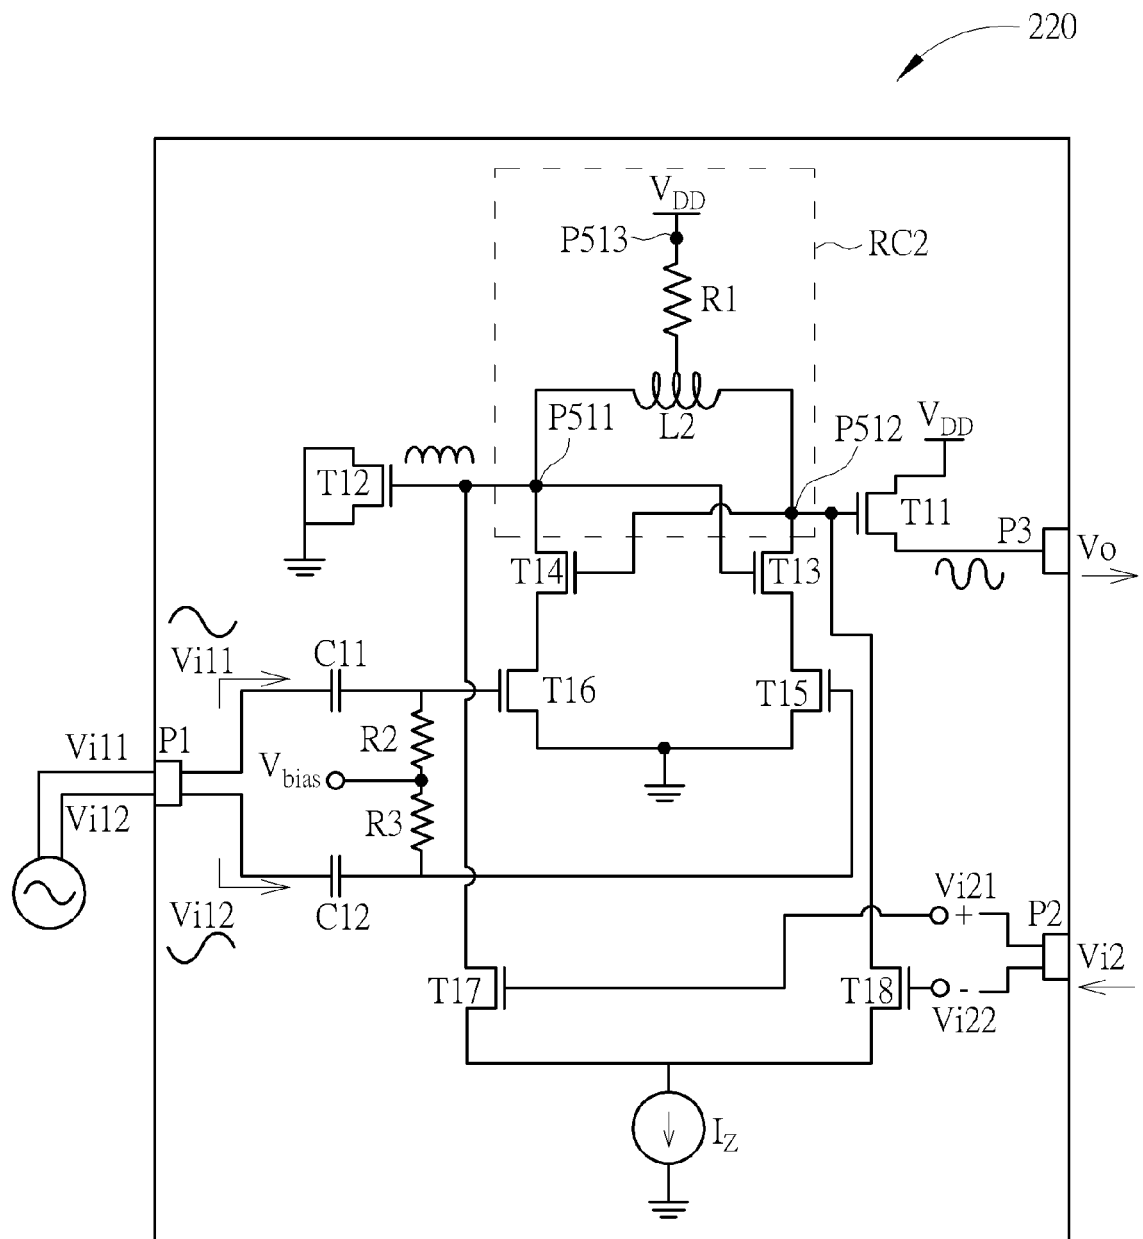 220
V_DD
P513
RC2
R1
P511
L2
P512
V_DD
T12
T11
P3
Vo
T14
T13
Vi11
C11
T16
T15
Vi11
P1
R2
V_bias
Vi12
R3
Vi12
C12
Vi21
+
P2
Vi2
T17
T18
-
Vi22
I_Z